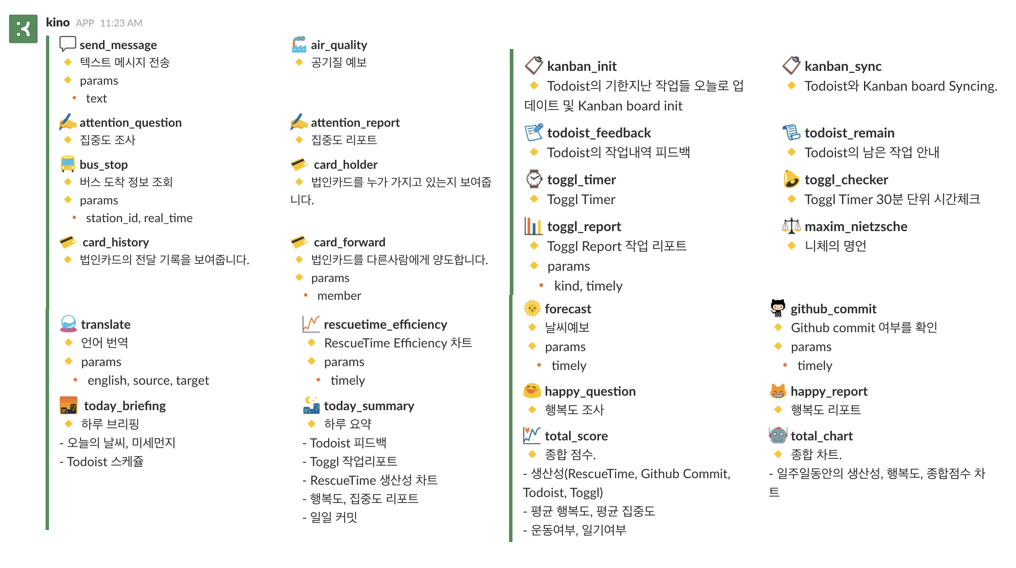 kino APP 11:23 AM
send_message
텍스트 메시지 전송
params
text
air_quality
공기질 예보
attention_question
집중도 조사
attention_report
집중도 리포트
bus_stop
버스 도착 정보 조회
params
station_id, real_time
card_holder
법인카드를 누가 가지고 있는지 보여줍
니다.
card_history
법인카드의 전달 기록을 보여줍니다.
card_forward
법인카드를 다른사람에게 양도합니다.
params
member
translate
언어 번역
params
english, source, target
rescuetime_efficiency
RescueTime Efficiency 차트
params
timely
today_briefing
하루 브리핑
- 오늘의 날씨, 미세먼지
- Todoist 스케쥴
today_summary
하루 요약
- Todoist 피드백
- Toggl 작업리포트
- RescueTime 생산성 차트
- 행복도, 집중도 리포트
- 일일 커밋
kanban_init
Todoist의 기한지난 작업들 오늘로 업
데이트 및 Kanban board init
kanban_sync
Todoist와 Kanban board Syncing.
todoist_feedback
Todoist의 작업내역 피드백
todoist_remain
Todoist의 남은 작업 안내
toggl_timer
Toggl Timer
toggl_checker
Toggl Timer 30분 단위 시간체크
toggl_report
Toggl Report 작업 리포트
params
kind, timely
maxim_nietzsche
니체의 명언
forecast
날씨예보
params
timely
github_commit
Github commit 여부를 확인
params
timely
happy_question
행복도 조사
happy_report
행복도 리포트
total_score
종합 점수.
- 생산성(RescueTime, Github Commit,
Todoist, Toggl)
- 평균 행복도, 평균 집중도
- 운동여부, 일기여부
total_chart
종합 차트.
- 일주일동안의 생산성, 행복도, 종합점수 차
트